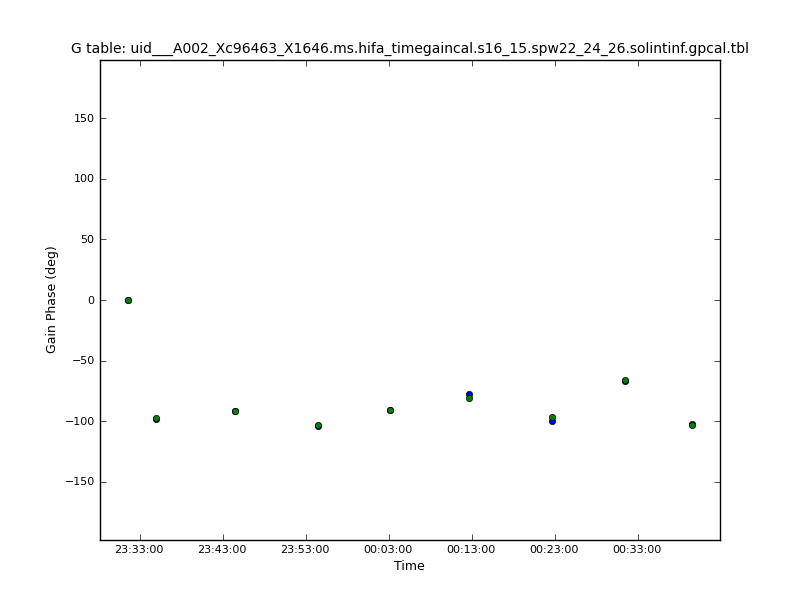 G table: uid___A002_Xc96463_X1646.ms.hifa_timegaincal.s16_15.spw22_24_26.solintinf.gpcal.tbl
150
100
50
0
−50
−100
−150
Gain Phase (deg)
23:33:00 23:43:00 23:53:00 00:03:00 00:13:00 00:23:00 00:33:00
Time